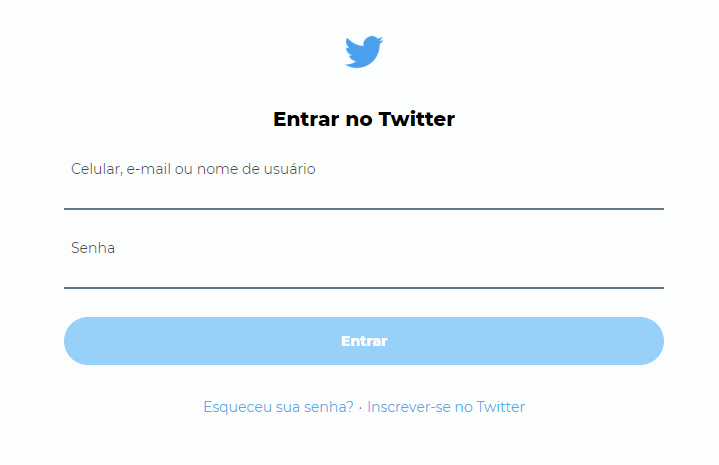 Entrar no Twitter
Celular, e-mail ou nome de usuário
Senha
Entrar
Esqueceu sua senha? · Inscrever-se no Twitter